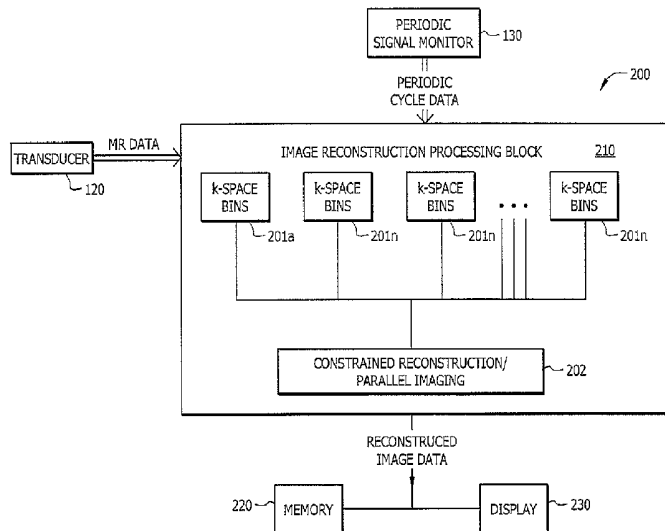 PERIODIC
SIGNAL MONITOR
130
PERIODIC
CYCLE DATA
200
MR DATA
TRANSDUCER
120
IMAGE RECONSTRUCTION PROCESSING BLOCK
210
k-SPACE
BINS
k-SPACE
BINS
k-SPACE
BINS
k-SPACE
BINS
201a
201n
201n
201n
CONSTRAINED RECONSTRUCTION/
PARALLEL IMAGING
202
RECONSTRUCED
IMAGE DATA
220
MEMORY
DISPLAY
230